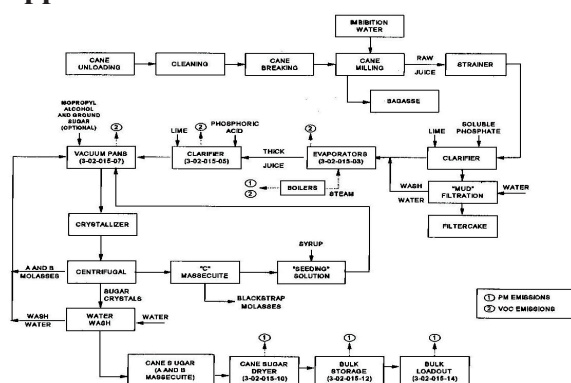 IMBIBITION
WATER
CANE
UNLOADING
CLEANING
CANE
BREAKING
CANE
MILLING
RAW
JUICE
STRAINER
BAGASSE
ISOPROPYL
ALCOHOL
AND GROUND
SUGAR
(OPTIONAL)
②
LIME
②
PHOSPHORIC
ACID
②
SOLUBLE
PHOSPHATE
LIME
VACUUM PANS
(3-02-015-07)
CLARIFIER
(3-02-015-05)
THICK
JUICE
EVAPORATORS
(3-02-015-03)
CLARIFIER
①
②
BOILERS
STEAM
WASH
WATER
"MUD"
FILTRATION
WATER
FILTERCAKE
CRYSTALLIZER
SYRUP
A AND B
MOLASSES
CENTRIFUGAL
"C"
MASSECUITE
"SEEDING"
SOLUTION
SUGAR
CRYSTALS
BLACKSTRAP
MOLASSES
① PM EMISSIONS
② VOC EMISSIONS
WASH
WATER
WATER
WASH
WATER
①
①
①
CANE SUGAR
(A AND B
MASSECUITE)
CANE SUGAR
DRYER
(3-02-015-10)
BULK
STORAGE
(3-02-015-12)
BULK
LOADOUT
(3-02-015-14)